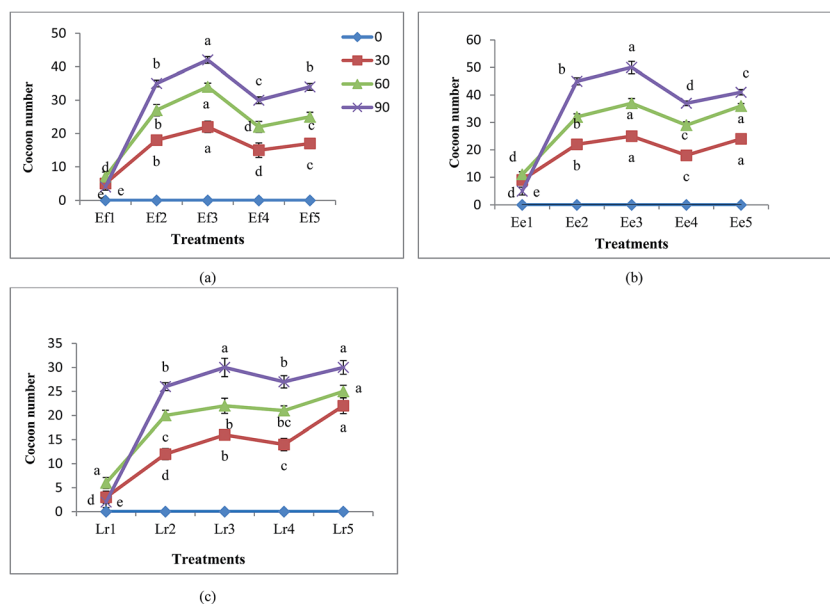 50
40
30
20
10
0
Cocoon number
a
b
c
b
a
d
c
b
a
d
c
d
e
e
b
Ef1 Ef2 Ef3 Ef4 Ef5
Treatments
0
30
60
90
(a)
60
50
40
30
20
10
0
Cocoon number
a
b
c
d
a
a
b
c
d
a
a
b
c
d
e
Ee1 Ee2 Ee3 Ee4 Ee5
Treatments
(b)
35
30
25
20
15
10
5
0
Cocoon number
a
a
b
b
a
b
bc
c
a
a
b
d
c
d
e
Lr1 Lr2 Lr3 Lr4 Lr5
Treatments
(c)